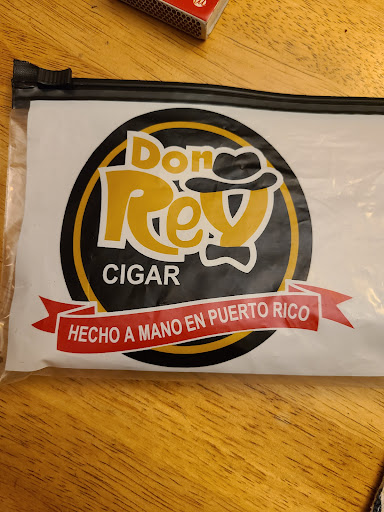 Don
Rey
CIGAR
HECHO A MANO EN PUERTO RICO